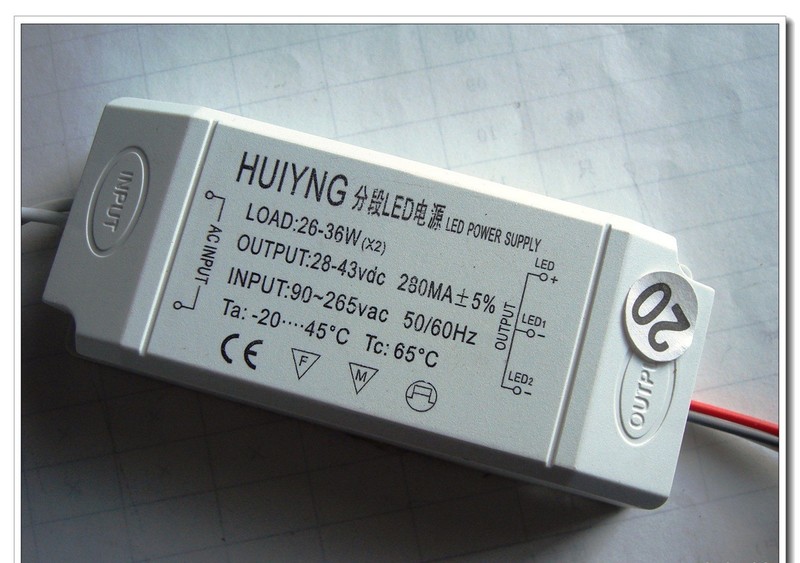 INPUT
AC INPUT
HUIYNG 分段LED电源 LED POWER SUPPLY
LOAD:26-36W(X2)
OUTPUT:28-43vdc 280MA±5%
INPUT:90~265vac 50/60Hz
Ta: -20····45°C Tc: 65°C
CE
F
M
OUTPUT
LED
+
LED1
-
LED2
-
20
OUTPU